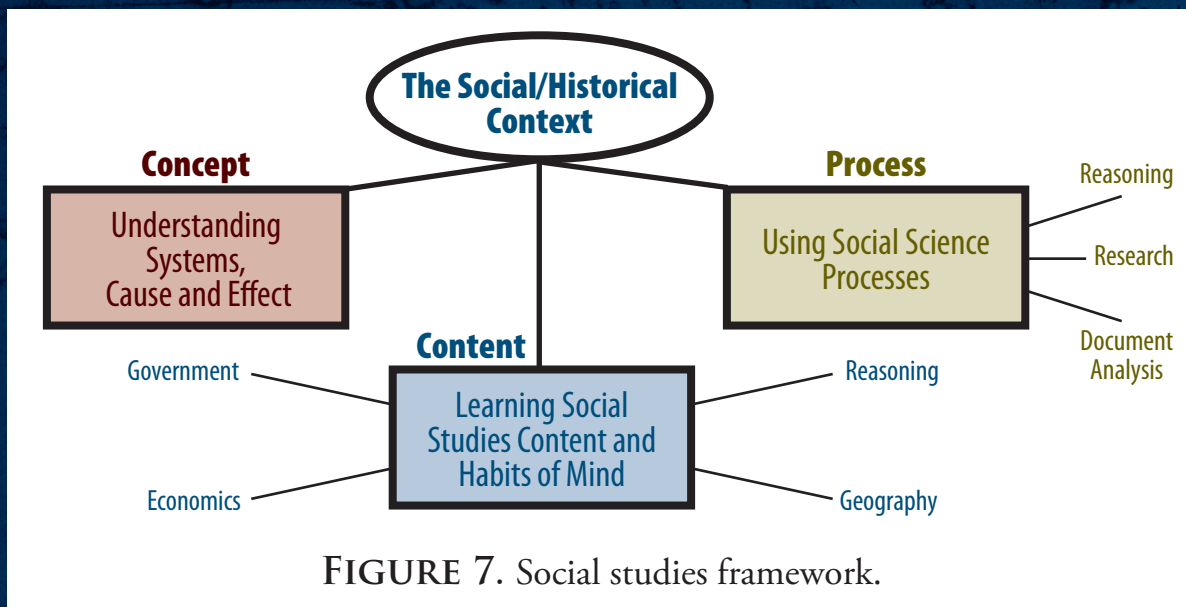 The Social/Historical
Context
Concept
Understanding
Systems,
Cause and Effect
Process
Using Social Science
Processes
Reasoning
Research
Document
Analysis
Content
Learning Social
Studies Content and
Habits of Mind
Government
Economics
Reasoning
Geography
FIGURE 7. Social studies framework.